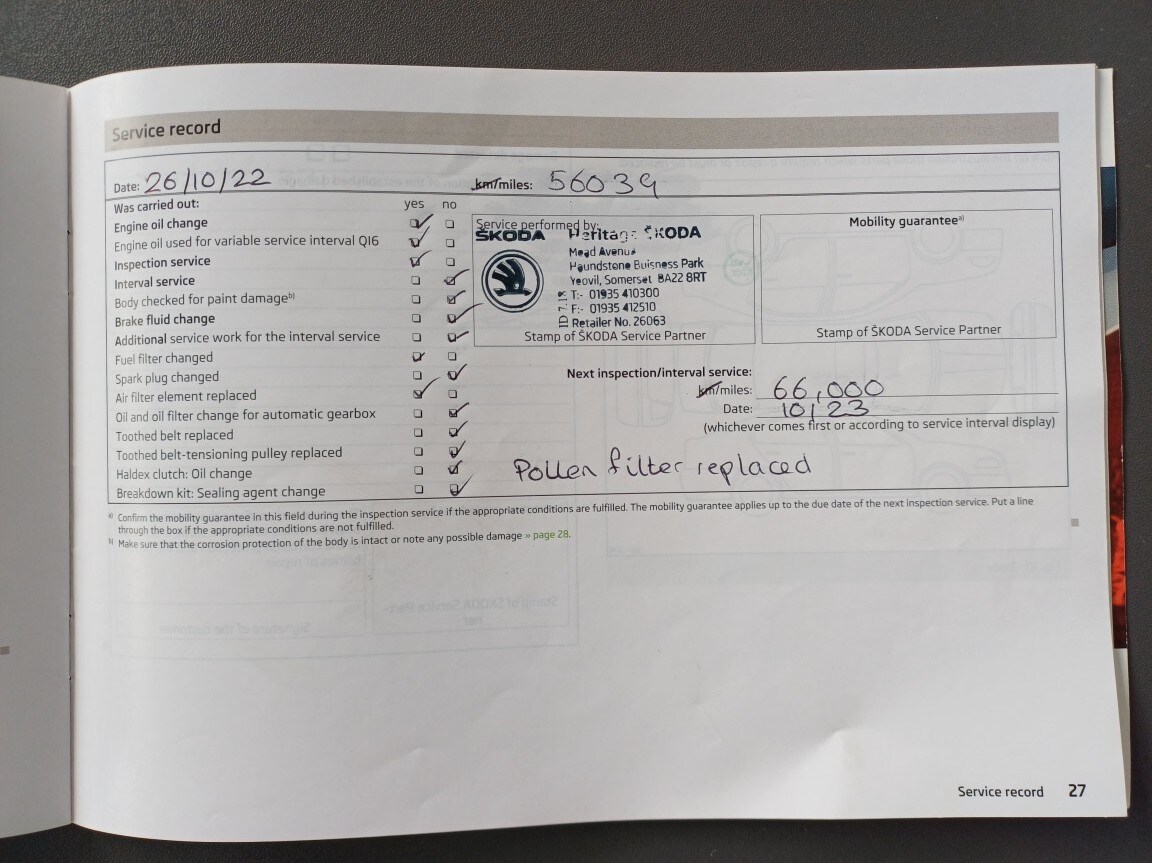 Service record
Date: 26/10/22 km/miles: 56039
Was carried out: yes no
Engine oil change
Engine oil used for variable service interval QI6
Inspection service
Interval service
Body checked for paint damage b)
Brake fluid change
Additional service work for the interval service
Fuel filter changed
Spark plug changed
Air filter element replaced
Oil and oil filter change for automatic gearbox
Toothed belt replaced
Toothed belt-tensioning pulley replaced
Haldex clutch: Oil change
Breakdown kit: Sealing agent change
Service performed by:
ŠKODA Heritage ŠKODA
Mead Avenue
Houndstone Buisness Park
Yeovil, Somerset BA22 8RT
T:- 01935 410300
F:- 01935 412510
Retailer No. 26063
Stamp of ŠKODA Service Partner
Mobility guarantee a)
Stamp of ŠKODA Service Partner
Next inspection/interval service:
km/miles: 66,000
Date: 10/23
(whichever comes first or according to service interval display)
Pollen filter replaced
a) Confirm the mobility guarantee in this field during the inspection service if the appropriate conditions are fulfilled. The mobility guarantee applies up to the due date of the next inspection service. Put a line
through the box if the appropriate conditions are not fulfilled.
b) Make sure that the corrosion protection of the body is intact or note any possible damage » page 28.
Service record 27